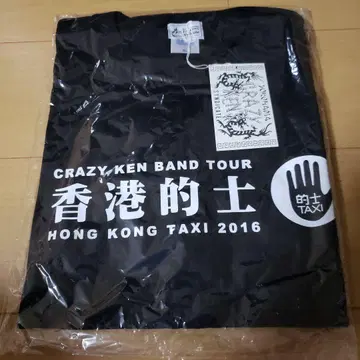 CRAZY KEN BAND TOUR
香港的士
HONG KONG TAXI 2016
的士
TAXI